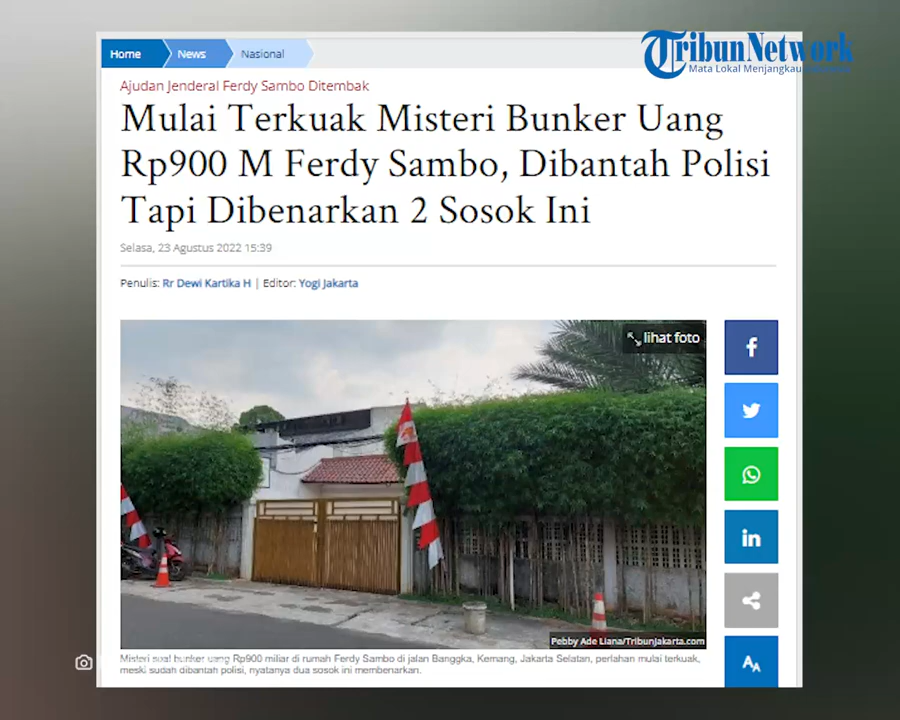 Home News Nasional
TribunNetwork
Mata Lokal Menjangkau
Ajudan Jenderal Ferdy Sambo Ditembak
Mulai Terkuak Misteri Bunker Uang
Rp900 M Ferdy Sambo, Dibantah Polisi
Tapi Dibenarkan 2 Sosok Ini
Selasa, 23 Agustus 2022 15:39
Penulis: Rr Dewi Kartika H | Editor: Yogi Jakarta
lihat foto
Pebby Ade Liana/TribunJakarta.com
Misteri soal bunker uang Rp900 miliar di rumah Ferdy Sambo di jalan Banggka, Kemang, Jakarta Selatan, perlahan mulai terkuak,
meski sudah dibantah polisi, nyatanya dua sosok ini membenarkan.
AA